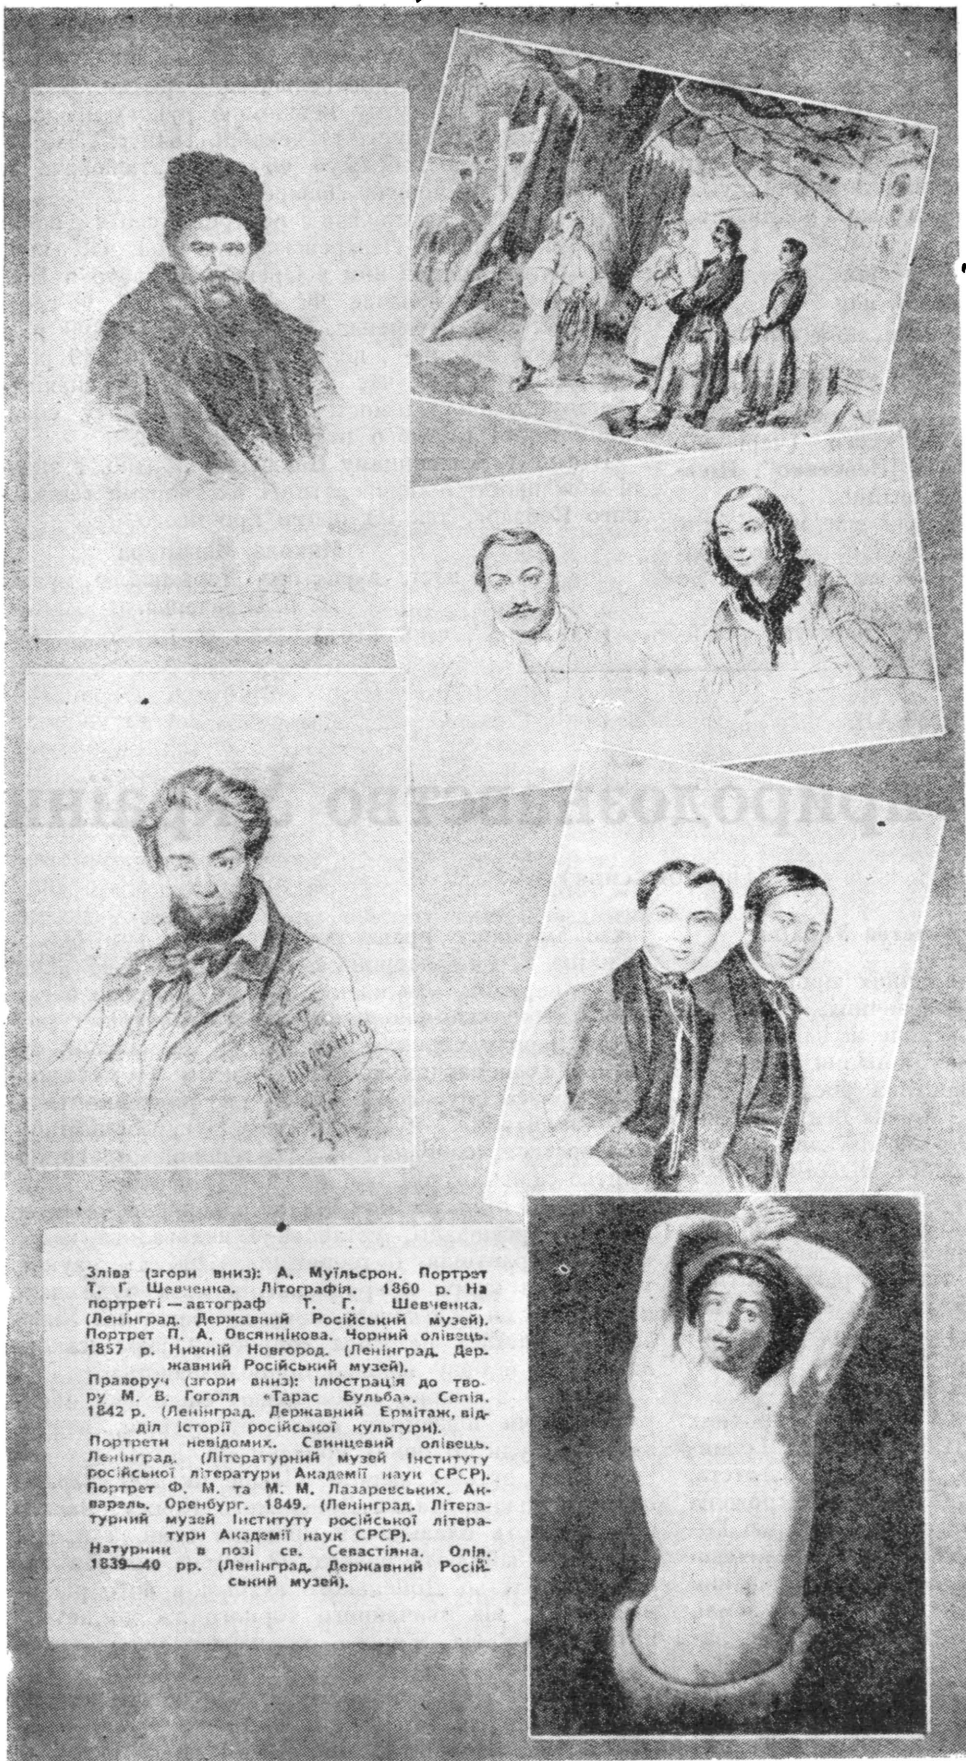 1857
Т. Шевченко
Зліва (згори вниз): А. Муїльєрон. Портрет
Т. Г. Шевченка. Літографія. 1860 р. На
портреті — автограф Т. Г. Шевченка.
(Ленінград. Державний Російський музей).
Портрет П. А. Овсяннікова. Чорний олівець.
1857 р. Нижній Новгород. (Ленінград. Дер-
жавний Російський музей).
Праворуч (згори вниз): Ілюстрація до тво-
ру М. В. Гоголя «Тарас Бульба». Сепія.
1842 р. (Ленінград. Державний Ермітаж, від-
діл історії російської культури).
Портрети невідомих. Свинцевий олівець.
Ленінград. (Літературний музей Інституту
російської літератури Академії наук СРСР).
Портрет Ф. М. та М. М. Лазаревських. Ак-
варель. Оренбург. 1849. (Ленінград. Літера-
турний музей Інституту російської літера-
тури Академії наук СРСР).
Натурник в позі св. Севастіяна. Олія.
1839—40 рр. (Ленінград. Державний Росій-
ський музей).